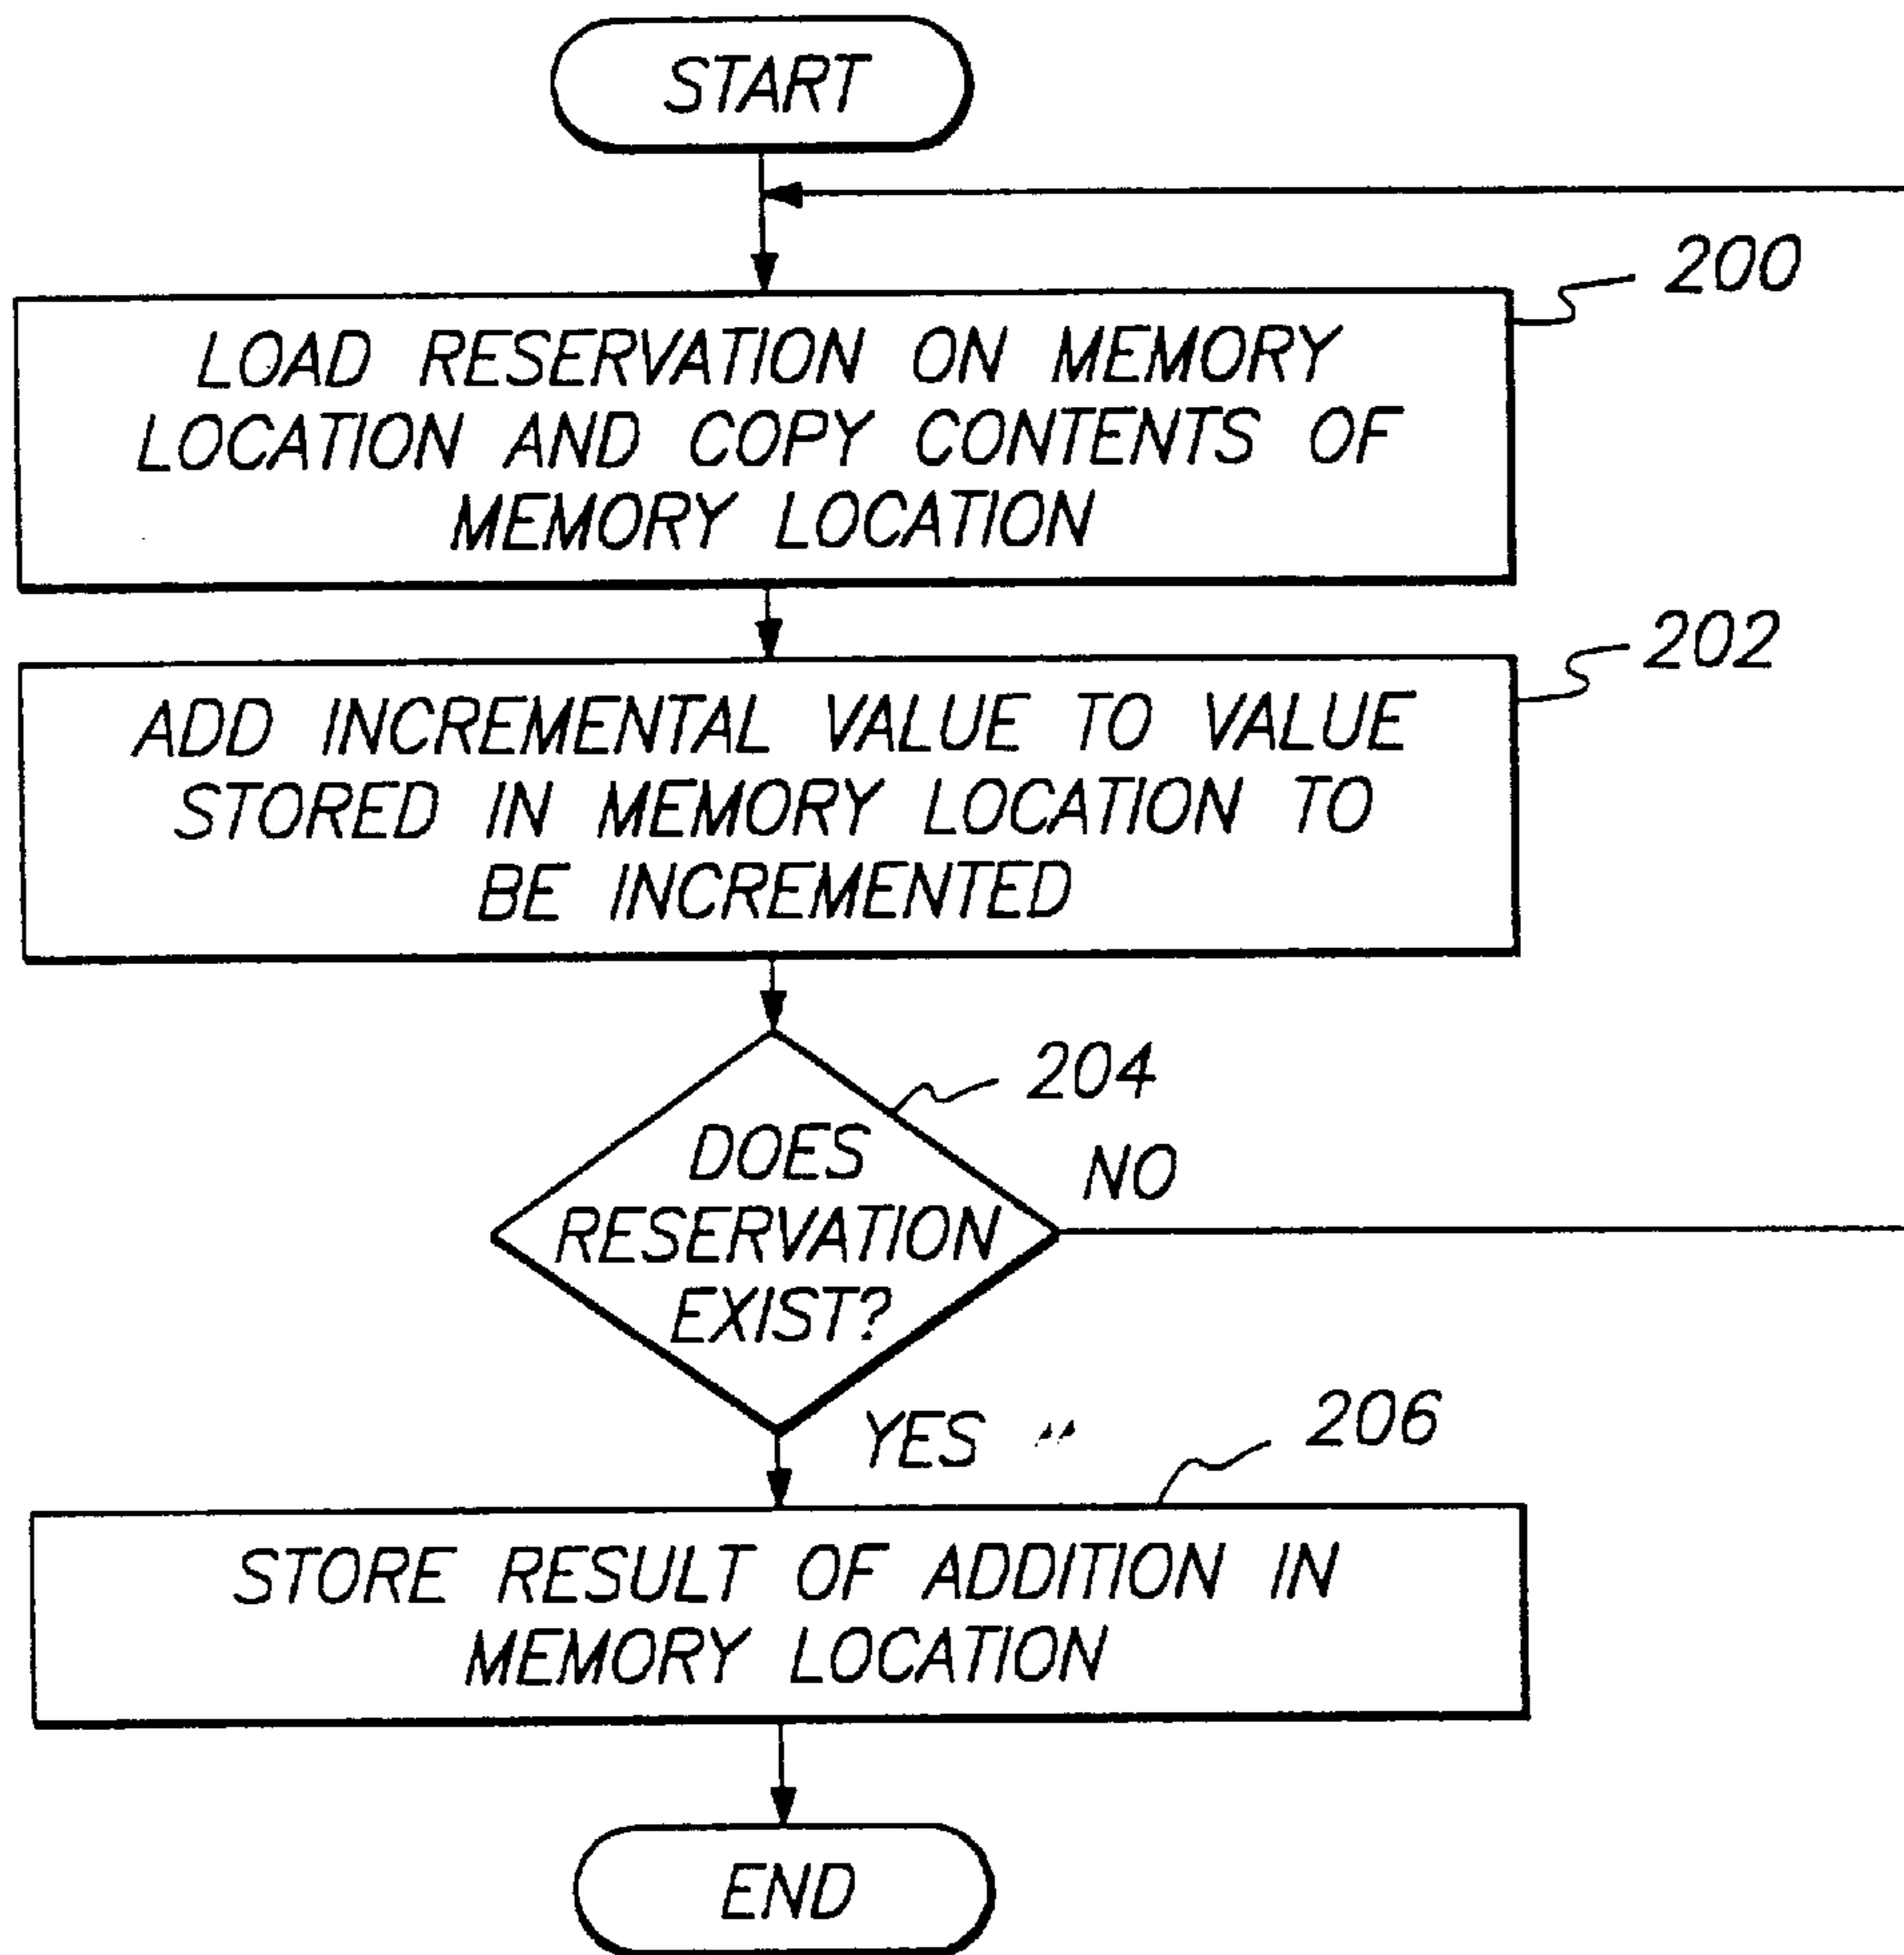 START
200
LOAD RESERVATION ON MEMORY
LOCATION AND COPY CONTENTS OF
MEMORY LOCATION
202
ADD INCREMENTAL VALUE TO VALUE
STORED IN MEMORY LOCATION TO
BE INCREMENTED
204
DOES
RESERVATION
EXIST?
NO
YES
206
STORE RESULT OF ADDITION IN
MEMORY LOCATION
END